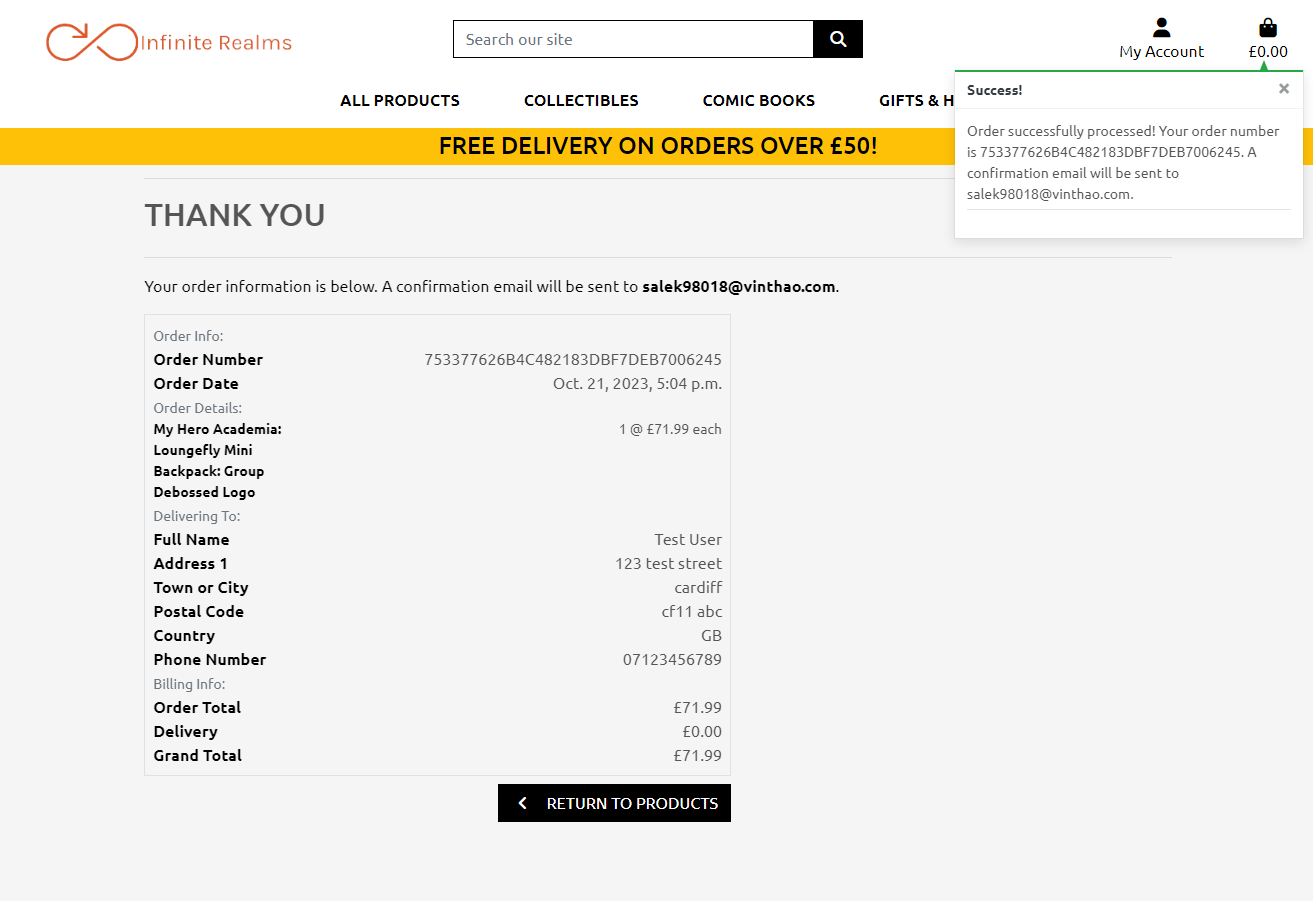 Infinite Realms
Search our site
My Account
£0.00
ALL PRODUCTS
COLLECTIBLES
COMIC BOOKS
GIFTS & H
Success!
×
Order successfully processed! Your order number
is 753377626B4C482183DBF7DEB7006245. A
confirmation email will be sent to
salek98018@vinthao.com.
FREE DELIVERY ON ORDERS OVER £50!
THANK YOU
Your order information is below. A confirmation email will be sent to salek98018@vinthao.com.
Order Info:
Order Number 753377626B4C482183DBF7DEB7006245
Order Date Oct. 21, 2023, 5:04 p.m.
Order Details:
My Hero Academia: 1 @ £71.99 each
Loungefly Mini
Backpack: Group
Debossed Logo
Delivering To:
Full Name Test User
Address 1 123 test street
Town or City cardiff
Postal Code cf11 abc
Country GB
Phone Number 07123456789
Billing Info:
Order Total £71.99
Delivery £0.00
Grand Total £71.99
RETURN TO PRODUCTS